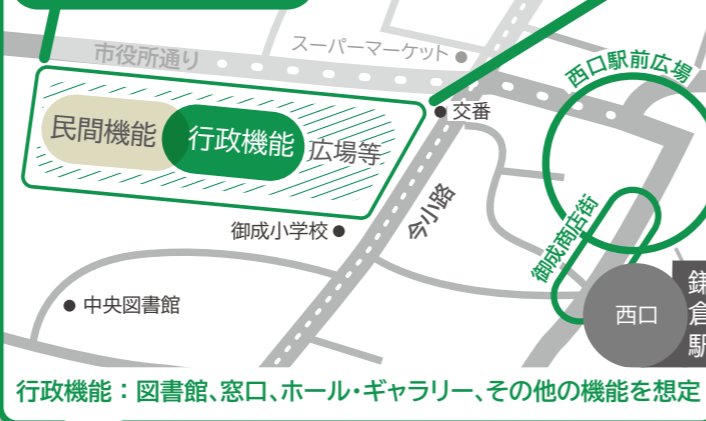 市役所通り
スーパーマーケット
西口駅前広場
交番
民間機能
行政機能
広場等
今小路
御成小学校
御成商店街
中央図書館
西口
鎌倉駅
行政機能：図書館、窓口、ホール・ギャラリー、その他の機能を想定